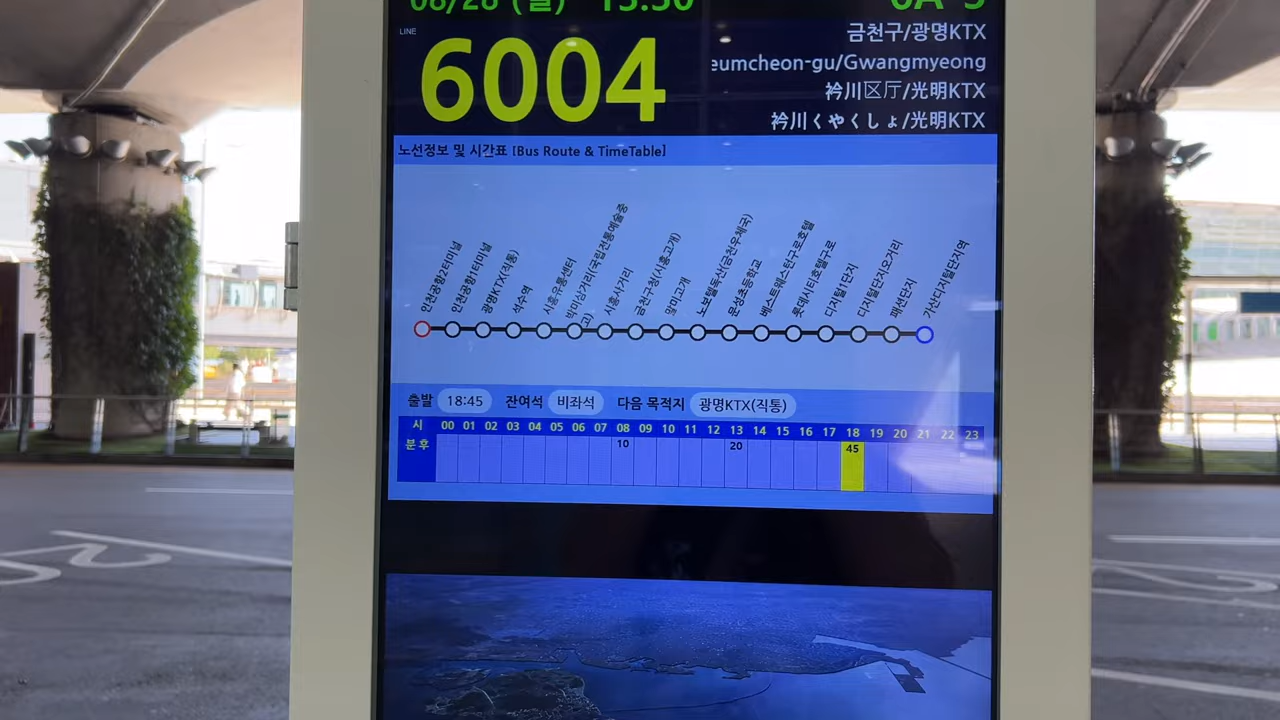 08/28 (월) 15:50
6A-5
LINE
6004
금천구/광명KTX
eumcheon-gu/Gwangmyeong
衿川区厅/光明KTX
衿川くやくしょ/光明KTX
노선정보 및 시간표 [Bus Route & TimeTable]
인천공항2터미널
인천공항1터미널
광명KTX(직통)
석수역
시흥유통센터
박미삼거리(국립전통예술중고)
시흥사거리
금천구청(시흥고개)
말미고개
노보텔독산(금천우체국)
문성초등학교
베스트웨스턴구로호텔
롯데시티호텔구로
디지털1단지
디지털단지오거리
패션단지
가산디지털단지역
출발 18:45 잔여석 비좌석 다음 목적지 광명KTX(직통)
시 00 01 02 03 04 05 06 07 08 09 10 11 12 13 14 15 16 17 18 19 20 21 22 23
분 후 10 20 45